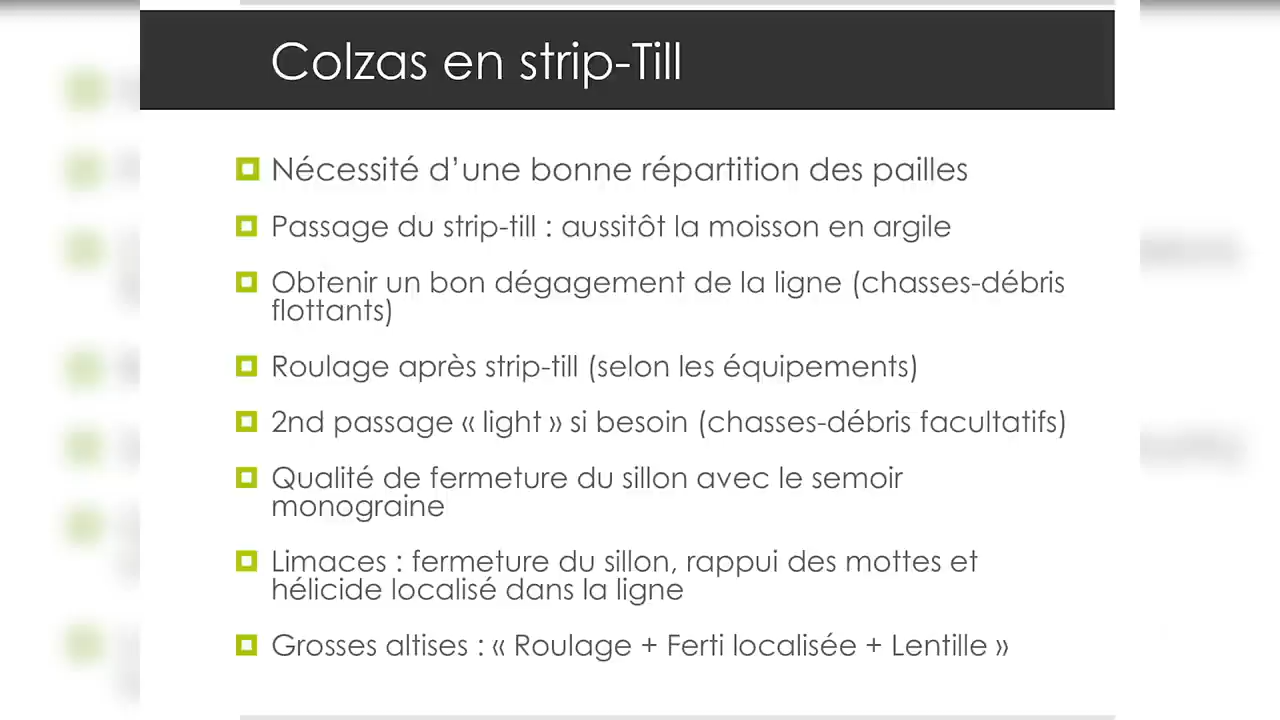 Colzas en strip-Till
Nécessité d’une bonne répartition des pailles
Passage du strip-till : aussitôt la moisson en argile
Obtenir un bon dégagement de la ligne (chasses-débris
flottants)
Roulage après strip-till (selon les équipements)
2nd passage « light » si besoin (chasses-débris facultatifs)
Qualité de fermeture du sillon avec le semoir
monograine
Limaces : fermeture du sillon, rappui des mottes et
hélicide localisé dans la ligne
Grosses altises : « Roulage + Ferti localisée + Lentille »